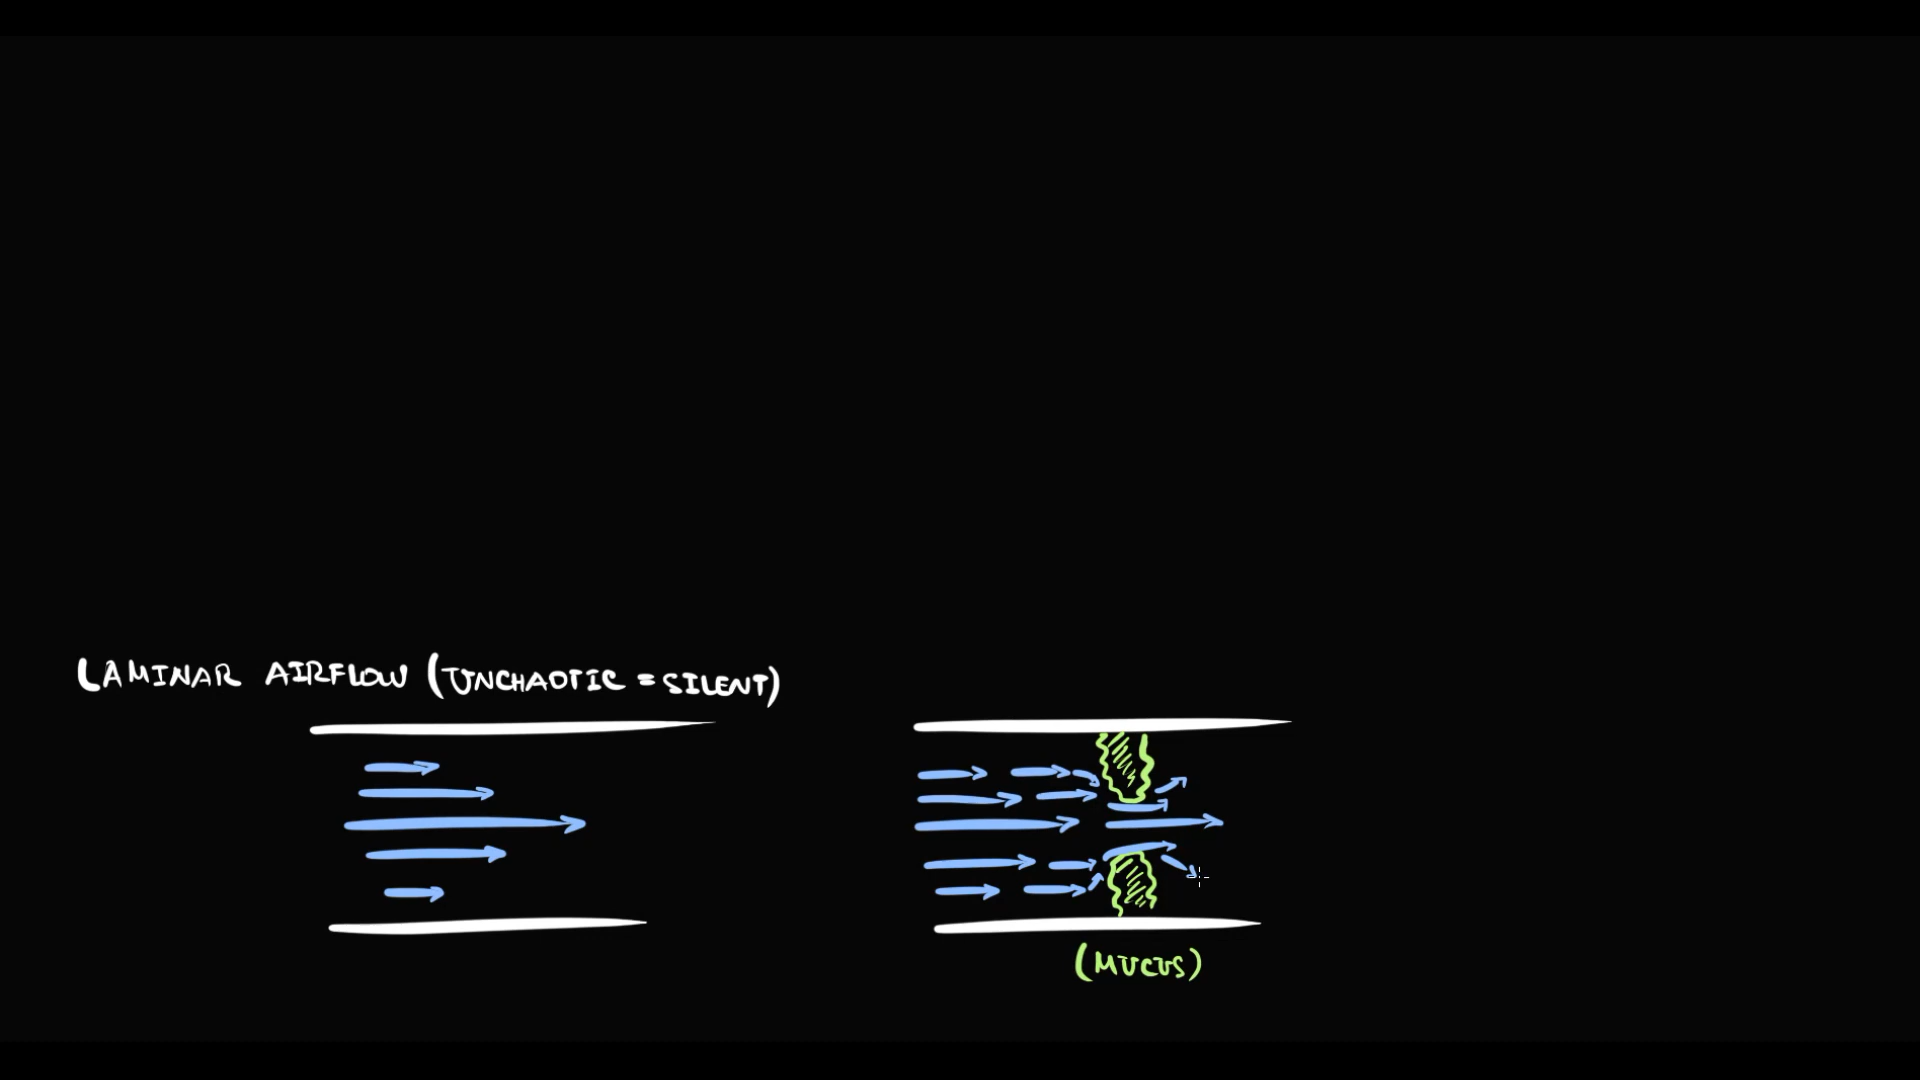 LAMINAR AIRFLOW (UNCHAOTIC = SILENT)
(MUCUS)